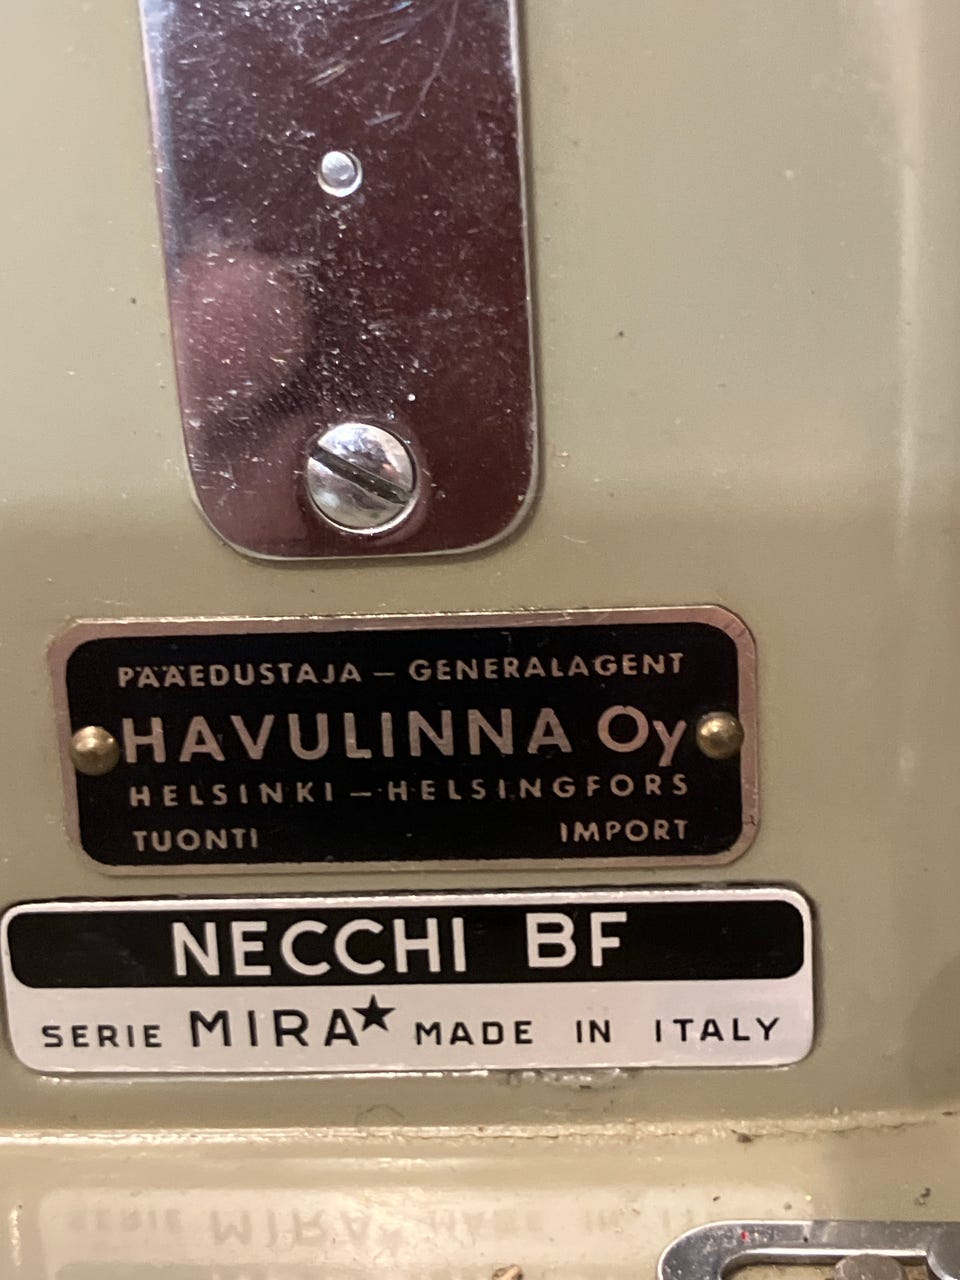 PÄÄEDUSTAJA — GENERALAGENT
HAVULINNA Oy
HELSINKI — HELSINGFORS
TUONTI IMPORT
NECCHI BF
SERIE MIRA★ MADE IN ITALY